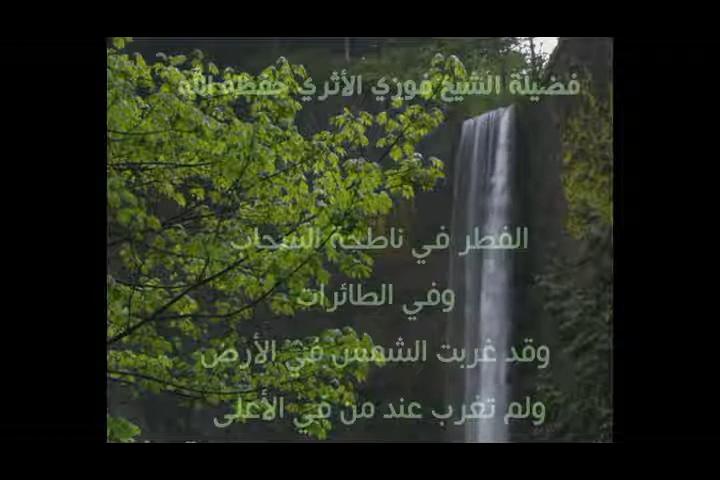 فضيلة الشيخ فوزي الأثري حفظه الله
الفطر في ناطحة السحاب
وفي الطائرات
وقد غربت الشمس في الأرض
ولم تغرب عند من في الأعلى